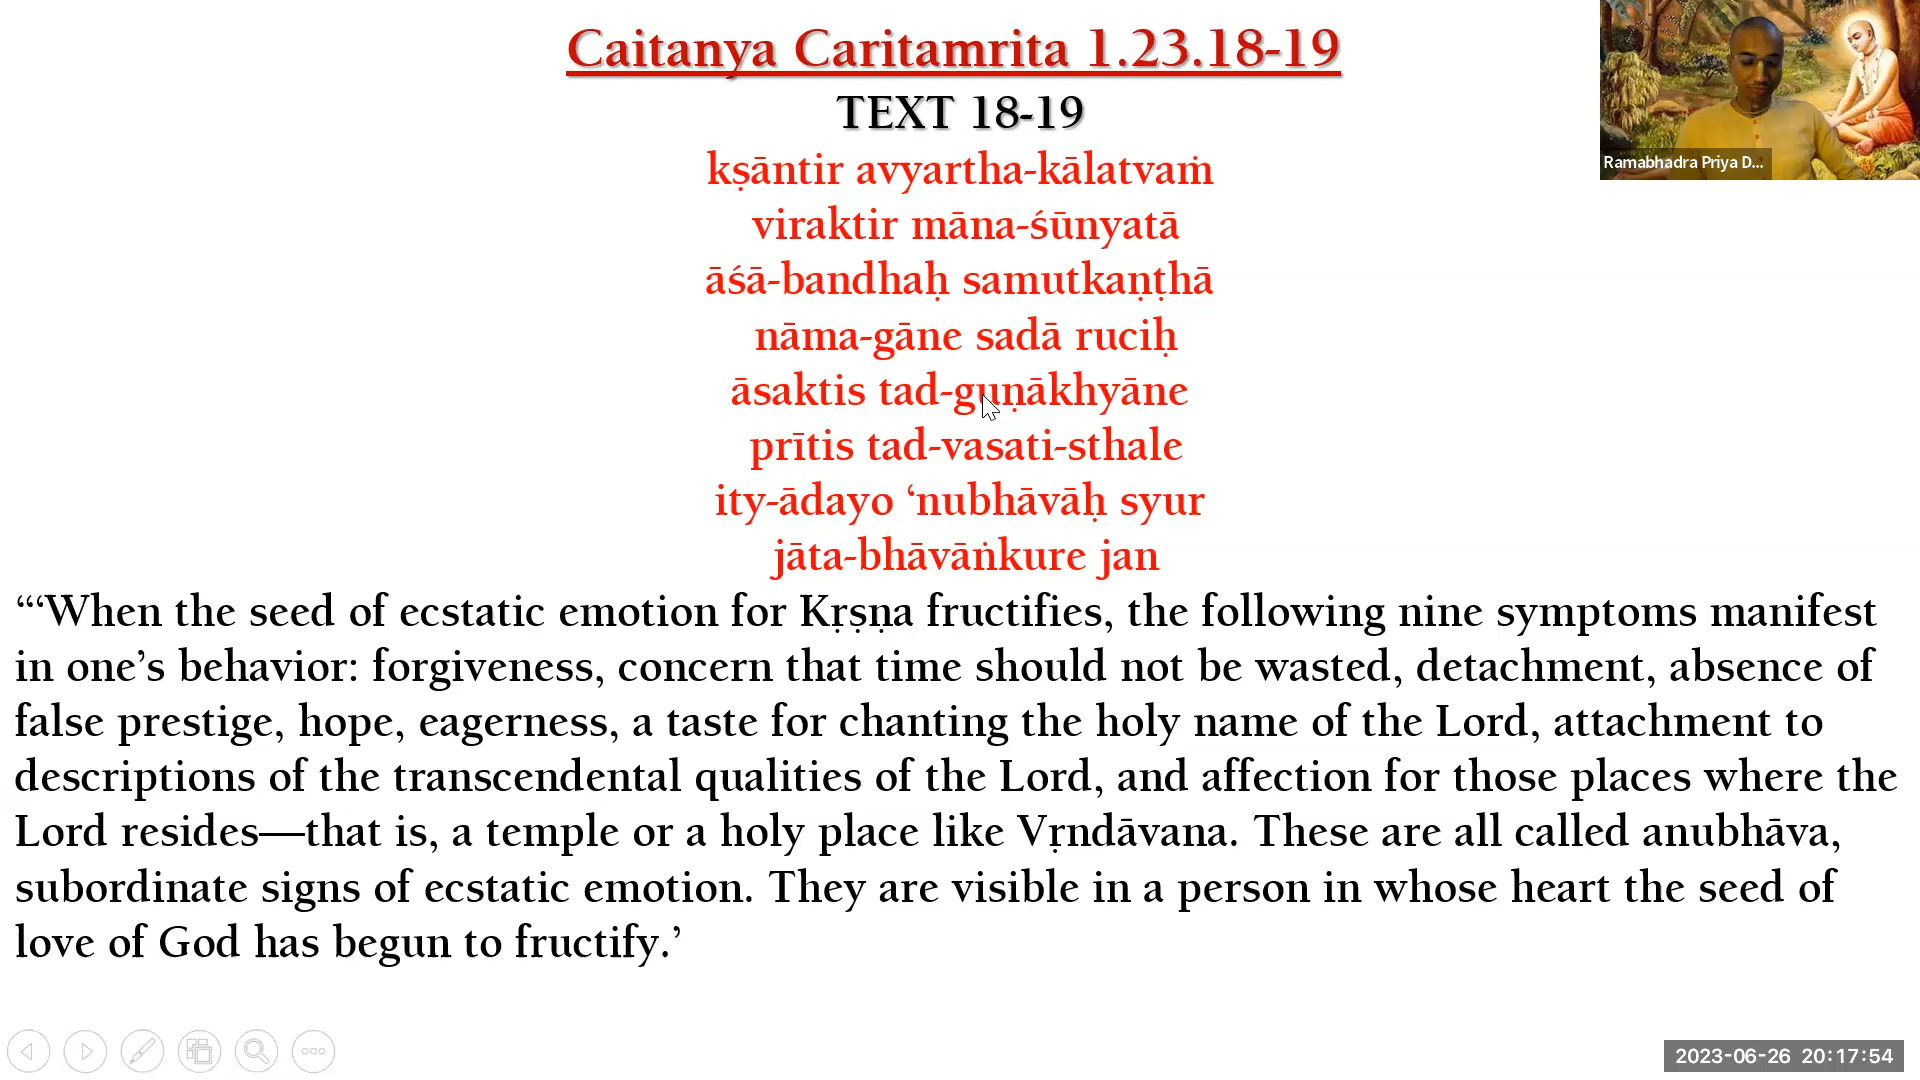 Caitanya Caritamrita 1.23.18-19
TEXT 18-19
kṣāntir avyartha-kālatvaṁ
viraktir māna-śūnyatā
āśā-bandhaḥ samutkaṇṭhā
nāma-gāne sadā ruciḥ
āsaktis tad-guṇākhyāne
prītis tad-vasati-sthale
ity-ādayo ‘nubhāvāḥ syur
jāta-bhāvāṅkure jan
“‘When the seed of ecstatic emotion for Kṛṣṇa fructifies, the following nine symptoms manifest
in one’s behavior: forgiveness, concern that time should not be wasted, detachment, absence of
false prestige, hope, eagerness, a taste for chanting the holy name of the Lord, attachment to
descriptions of the transcendental qualities of the Lord, and affection for those places where the
Lord resides—that is, a temple or a holy place like Vṛndāvana. These are all called anubhāva,
subordinate signs of ecstatic emotion. They are visible in a person in whose heart the seed of
love of God has begun to fructify.’
Ramabhadra Priya D...
2023-06-26 20:17:54